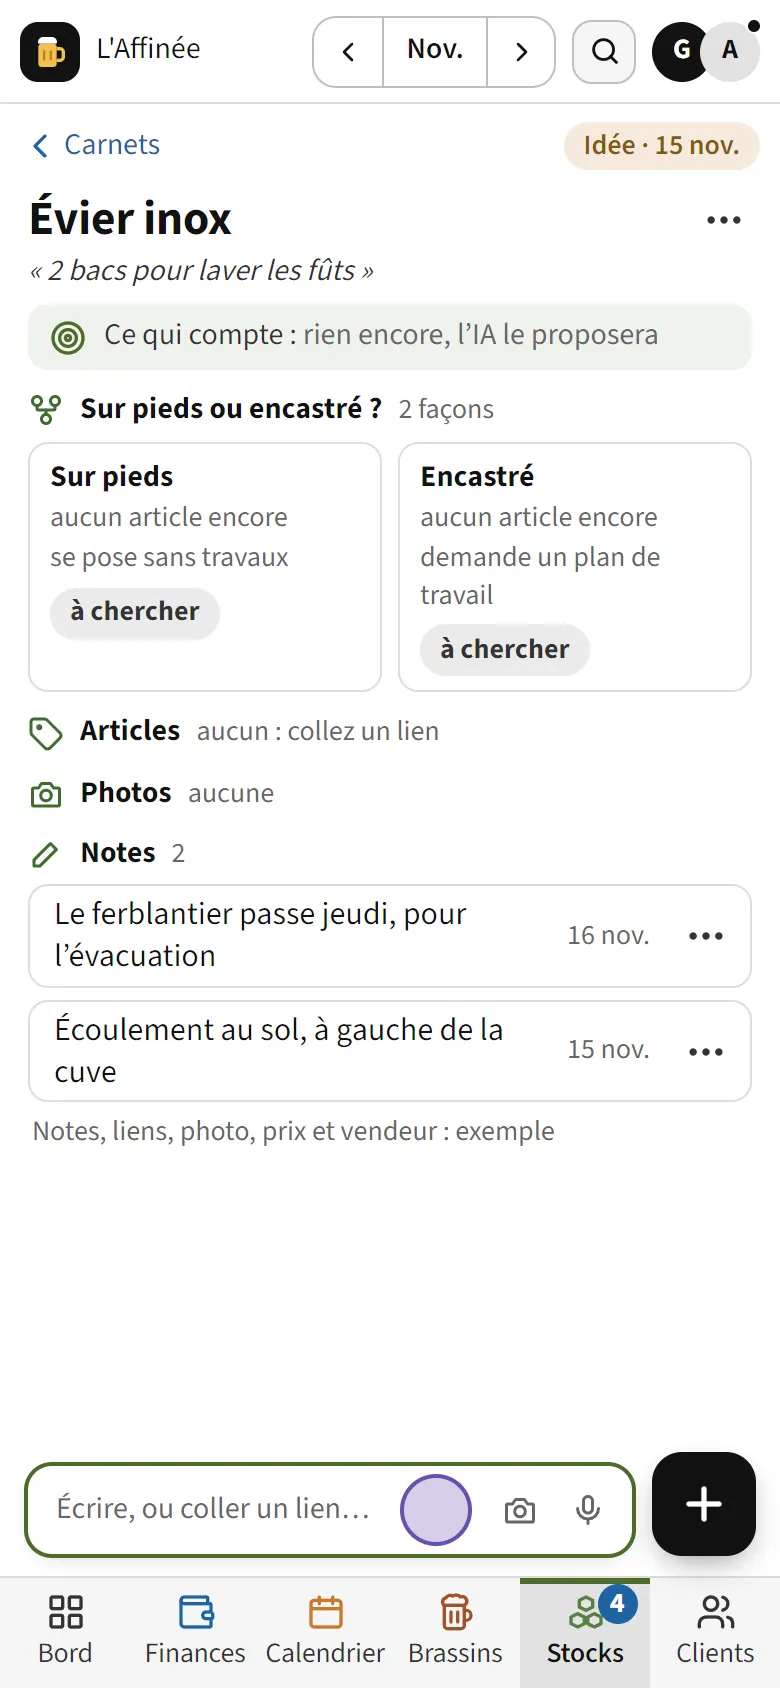 L'Affinée
Nov.
G
A
Carnets
Idée · 15 nov.
Évier inox
« 2 bacs pour laver les fûts »
Ce qui compte : rien encore, l’IA le proposera
Sur pieds ou encastré ? 2 façons
Sur pieds
aucun article encore
se pose sans travaux
à chercher
Encastré
aucun article encore
demande un plan de
travail
à chercher
Articles aucun : collez un lien
Photos aucune
Notes 2
Le ferblantier passe jeudi, pour
l’évacuation
16 nov.
Écoulement au sol, à gauche de la
cuve
15 nov.
Notes, liens, photo, prix et vendeur : exemple
Écrire, ou coller un lien…
Bord
Finances
Calendrier
Brassins
4
Stocks
Clients